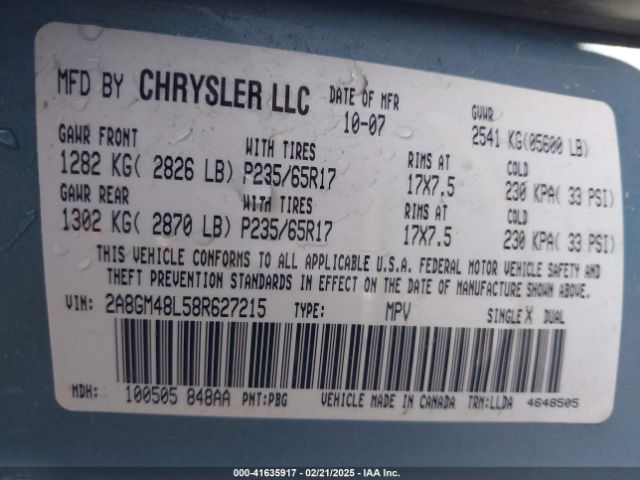 MFD BY CHRYSLER LLC DATE OF MFR GVWR
10-07 2541 KG(05600 LB)
GAWR FRONT WITH TIRES RIMS AT COLD
1282 KG( 2826 LB) P235/65R17 17X7.5 230 KPA( 33 PSI)
GAWR REAR WITH TIRES RIMS AT COLD
1302 KG( 2870 LB) P235/65R17 17X7.5 230 KPA( 33 PSI)
THIS VEHICLE CONFORMS TO ALL APPLICABLE U.S.A. FEDERAL MOTOR VEHICLE SAFETY AND
THEFT PREVENTION STANDARDS IN EFFECT ON THE DATE OF MANUFACTURE SHOWN ABOVE.
VIN: 2A8GM48L58R627215 TYPE: MPV SINGLE X DUAL
MDH: 100505 848AA PNT:PBG VEHICLE MADE IN CANADA TRM:LLDA 4648505
000-41635917 - 02/21/2025 - IAA Inc.